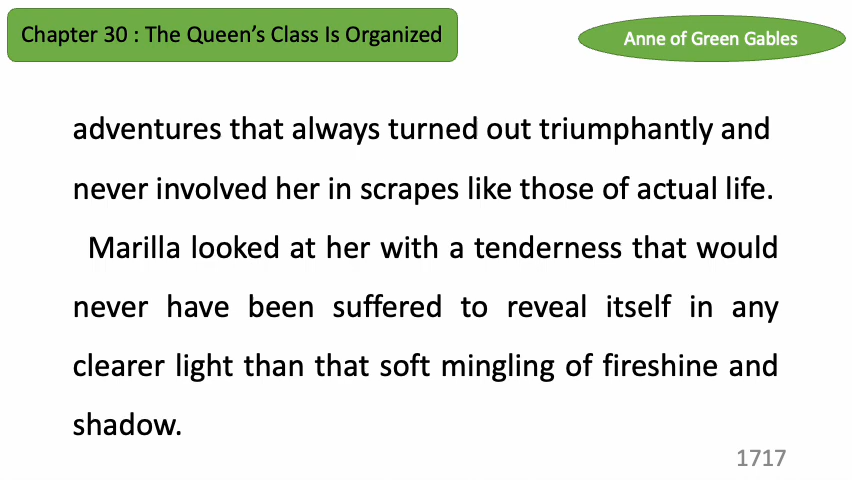 Chapter 30 : The Queen’s Class Is Organized
Anne of Green Gables
adventures that always turned out triumphantly and
never involved her in scrapes like those of actual life.
Marilla looked at her with a tenderness that would
never have been suffered to reveal itself in any
clearer light than that soft mingling of fireshine and
shadow.
1717